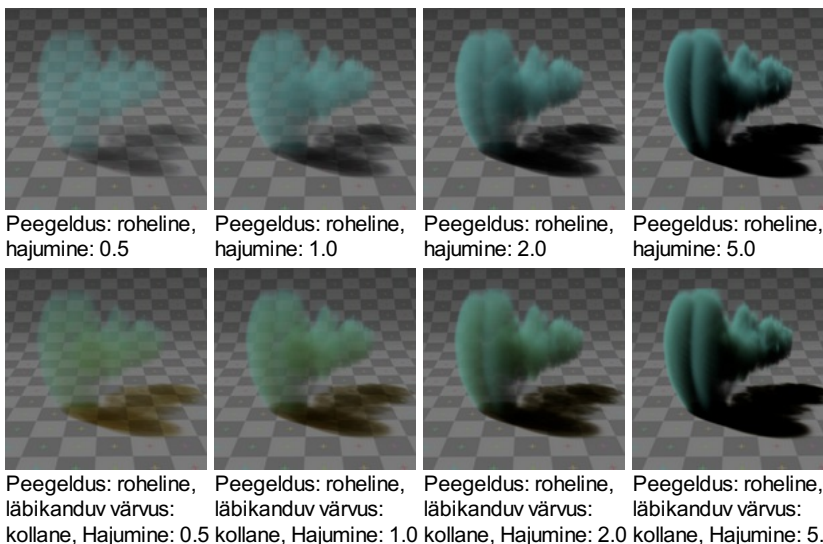 Peegeldus: roheline,
hajumine: 0.5
Peegeldus: roheline,
hajumine: 1.0
Peegeldus: roheline,
hajumine: 2.0
Peegeldus: roheline,
hajumine: 5.0
Peegeldus: roheline,
läbikanduv värvus:
kollane, Hajumine: 0.5
Peegeldus: roheline,
läbikanduv värvus:
kollane, Hajumine: 1.0
Peegeldus: roheline,
läbikanduv värvus:
kollane, Hajumine: 2.0
Peegeldus: roheline,
läbikanduv värvus:
kollane, Hajumine: 5.